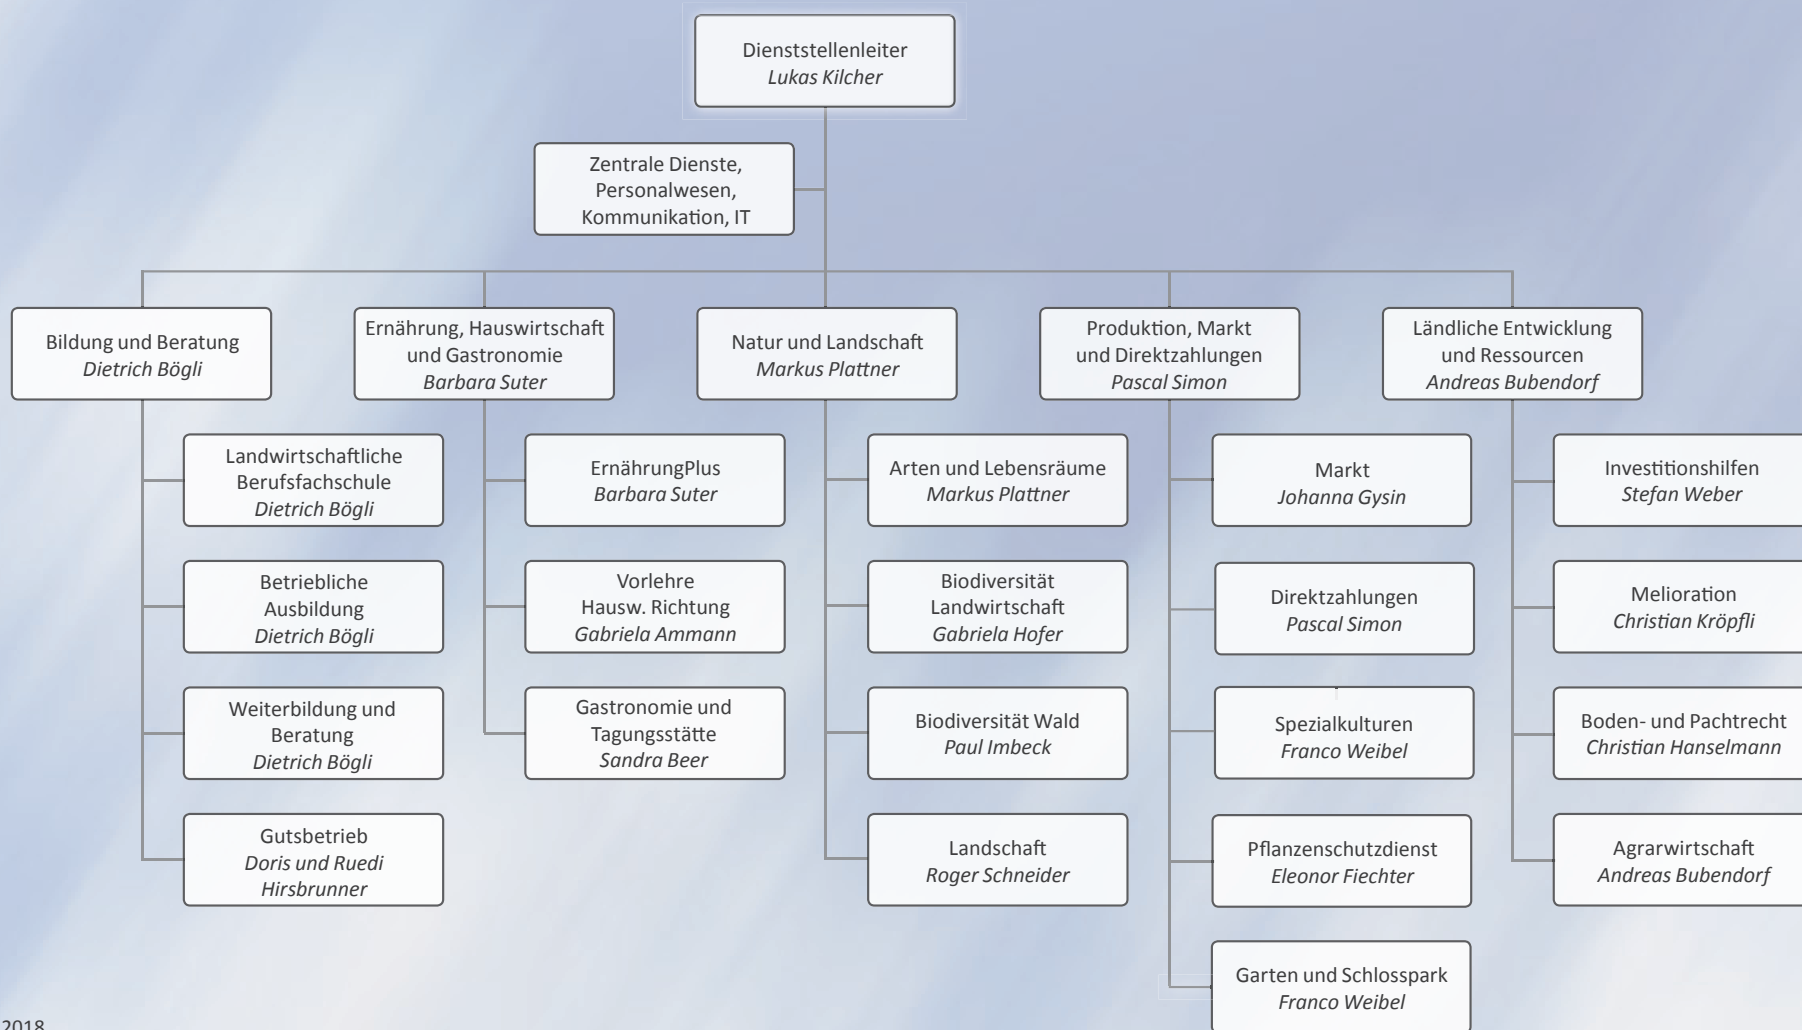 Dienststellenleiter
Lukas Kilcher
Zentrale Dienste,
Personalwesen,
Kommunikation, IT
Bildung und Beratung
Dietrich Bögli
Landwirtschaftliche
Berufsfachschule
Dietrich Bögli
Betriebliche
Ausbildung
Dietrich Bögli
Weiterbildung und
Beratung
Dietrich Bögli
Gutsbetrieb
Doris und Ruedi
Hirsbrunner
Ernährung, Hauswirtschaft
und Gastronomie
Barbara Suter
ErnährungPlus
Barbara Suter
Vorlehre
Hausw. Richtung
Gabriela Ammann
Gastronomie und
Tagungsstätte
Sandra Beer
Natur und Landschaft
Markus Plattner
Arten und Lebensräume
Markus Plattner
Biodiversität
Landwirtschaft
Gabriela Hofer
Biodiversität Wald
Paul Imbeck
Landschaft
Roger Schneider
Produktion, Markt
und Direktzahlungen
Pascal Simon
Markt
Johanna Gysin
Direktzahlungen
Pascal Simon
Spezialkulturen
Franco Weibel
Pflanzenschutzdienst
Eleonor Fiechter
Garten und Schlosspark
Franco Weibel
Ländliche Entwicklung
und Ressourcen
Andreas Bubendorf
Investitionshilfen
Stefan Weber
Melioration
Christian Kröpfli
Boden- und Pachtrecht
Christian Hanselmann
Agrarwirtschaft
Andreas Bubendorf
2018